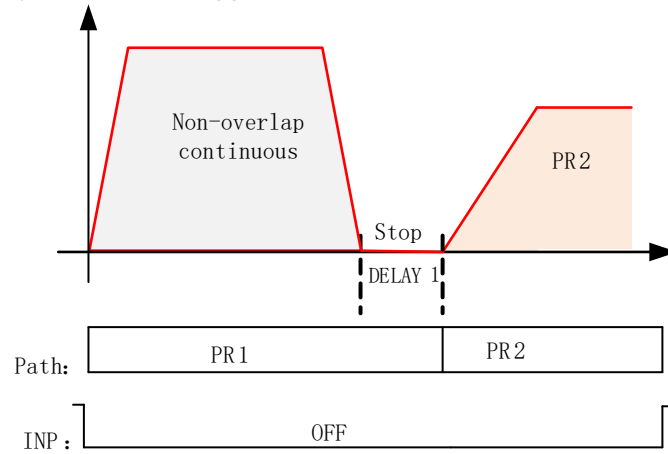 Non-overlap
continuous
PR2
Stop
DELAY 1
Path: PR1 PR2
INP: OFF